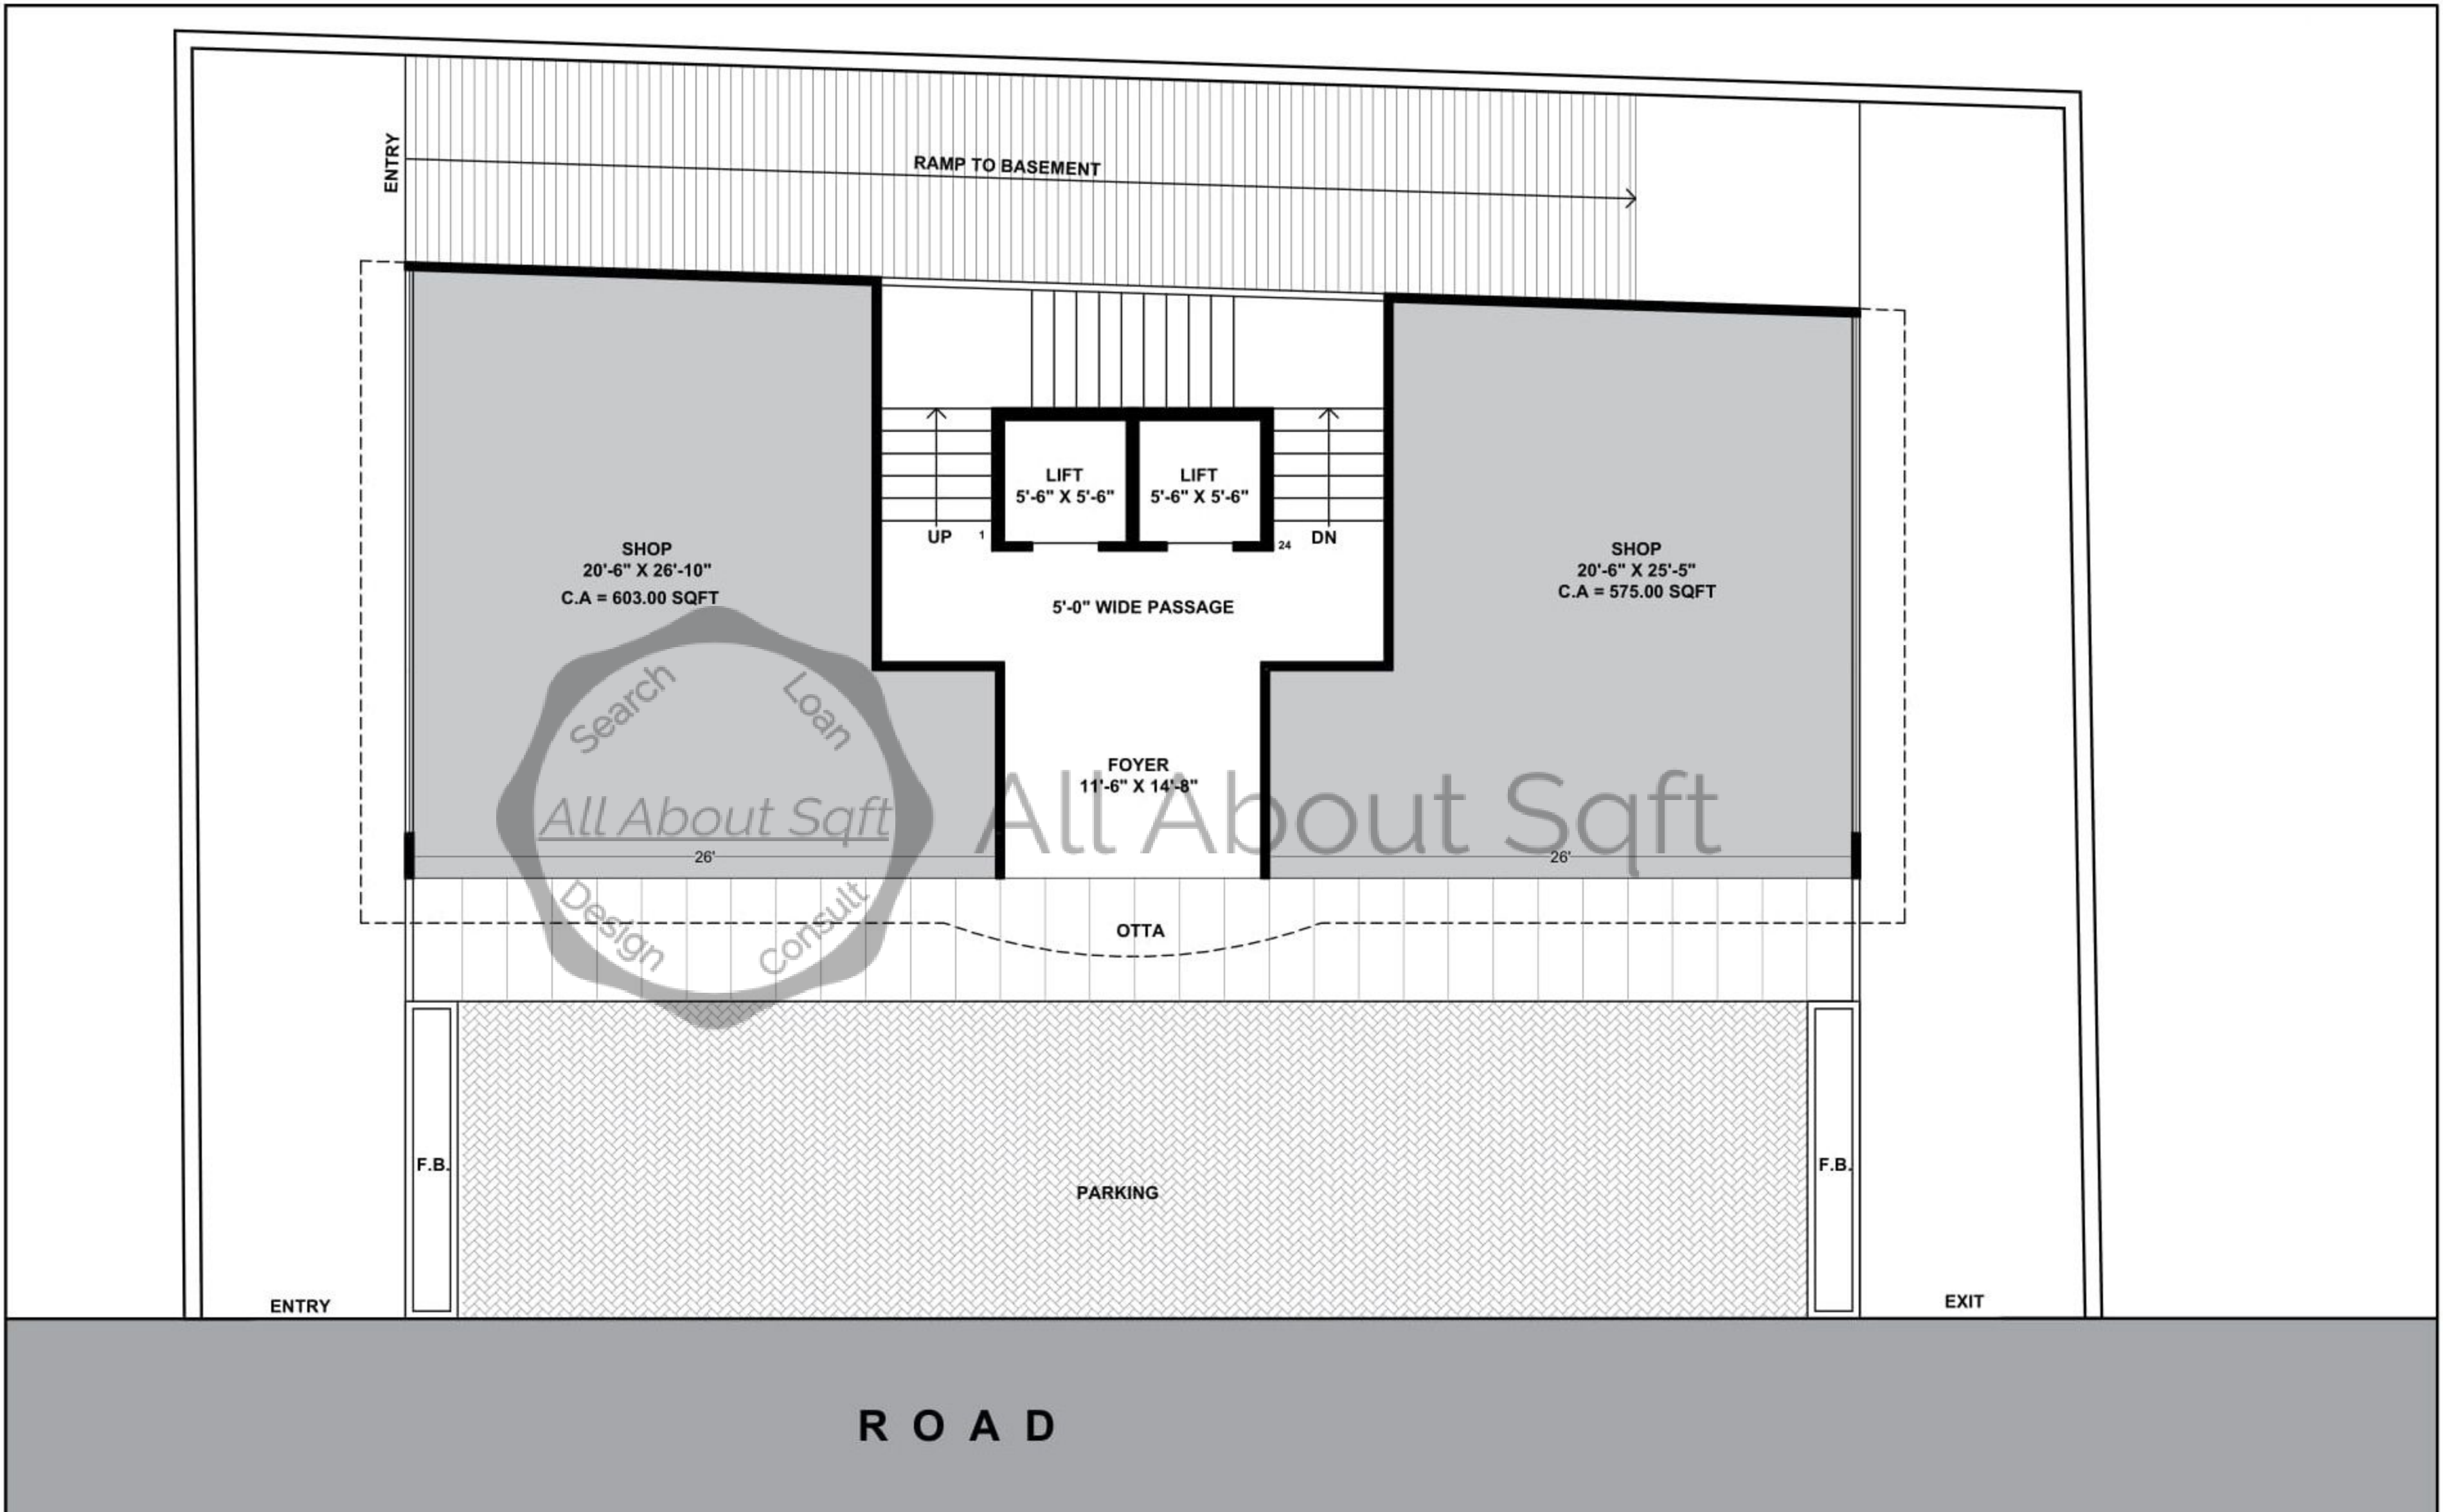 ENTRY
RAMP TO BASEMENT
LIFT
5'-6" X 5'-6"
LIFT
5'-6" X 5'-6"
UP 1
24 DN
SHOP
20'-6" X 26'-10"
C.A = 603.00 SQFT
SHOP
20'-6" X 25'-5"
C.A = 575.00 SQFT
5'-0" WIDE PASSAGE
Search
Loan
FOYER
11'-6" X 14'-8"
All About Sqft
All About Sqft
26'
26'
Design
Consult
OTTA
F.B.
F.B.
PARKING
ENTRY
EXIT
ROAD